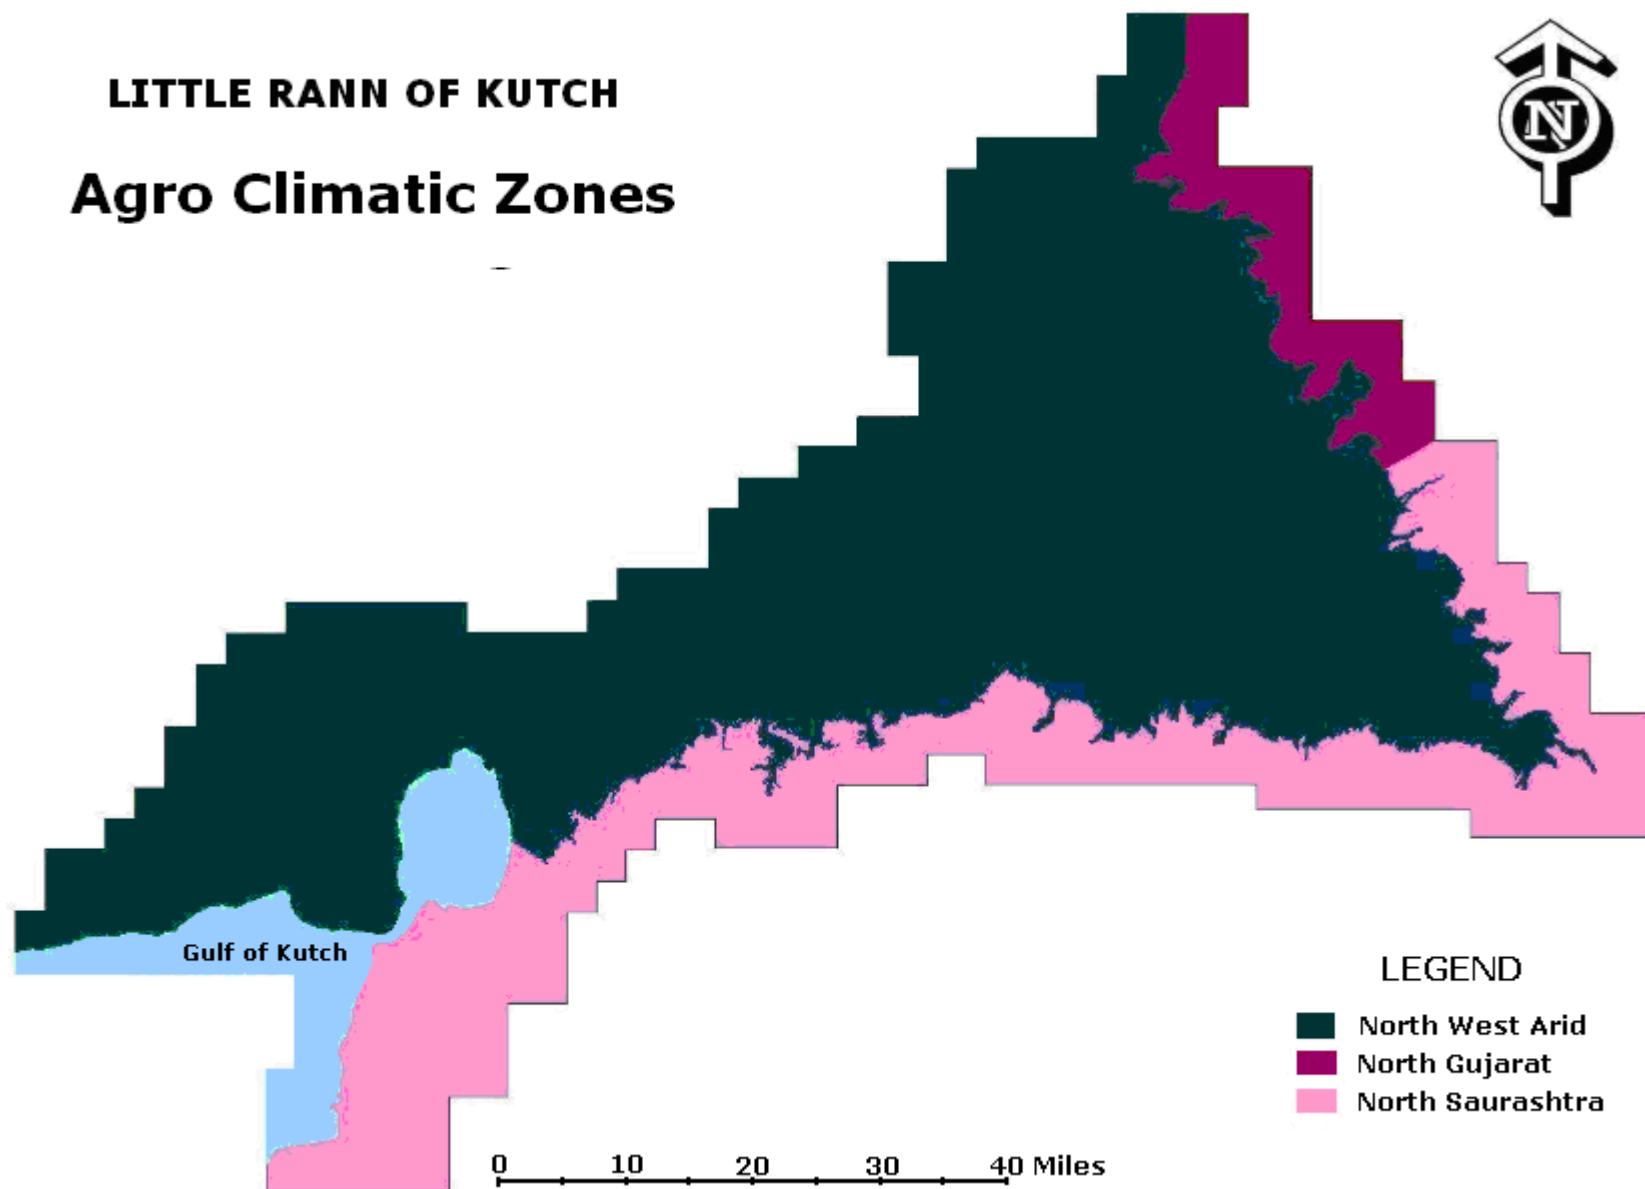 LITTLE RANN OF KUTCH
Agro Climatic Zones
N
Gulf of Kutch
LEGEND
North West Arid
North Gujarat
North Saurashtra
0 10 20 30 40 Miles